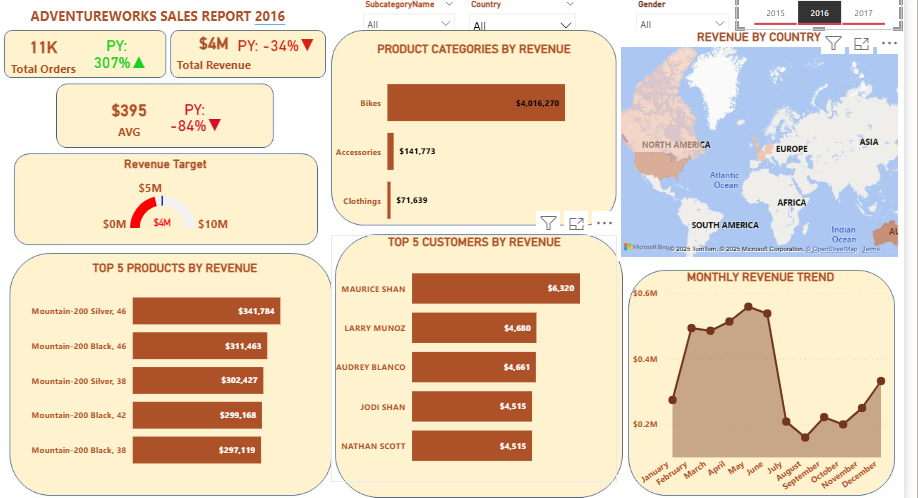 ADVENTUREWORKS SALES REPORT 2016
SubcategoryName
All
Country
All
Gender
All
2015
2016
2017
11K
Total Orders
PY:
307%
$4M
Total Revenue
PY: -34%
$395
AVG
PY:
-84%
Revenue Target
$5M
$0M
$4M
$10M
PRODUCT CATEGORIES BY REVENUE
Bikes
$4,016,270
Accessories
$141,773
Clothings
$71,639
REVENUE BY COUNTRY
NORTH AMERICA
EUROPE
ASIA
Atlantic
Ocean
AFRICA
SOUTH AMERICA
Indian
Ocean
AU
Microsoft Bing
© 2025 TomTom, © 2025 Microsoft Corporation, © OpenStreetMap Terms
TOP 5 PRODUCTS BY REVENUE
Mountain-200 Silver, 46
$341,784
Mountain-200 Black, 46
$311,463
Mountain-200 Silver, 38
$302,427
Mountain-200 Black, 42
$299,168
Mountain-200 Black, 38
$297,119
TOP 5 CUSTOMERS BY REVENUE
MAURICE SHAN
$6,320
LARRY MUNOZ
$4,680
AUDREY BLANCO
$4,661
JODI SHAN
$4,515
NATHAN SCOTT
$4,515
MONTHLY REVENUE TREND
$0.6M
$0.4M
$0.2M
January
February
March
April
May
June
July
August
September
October
November
December